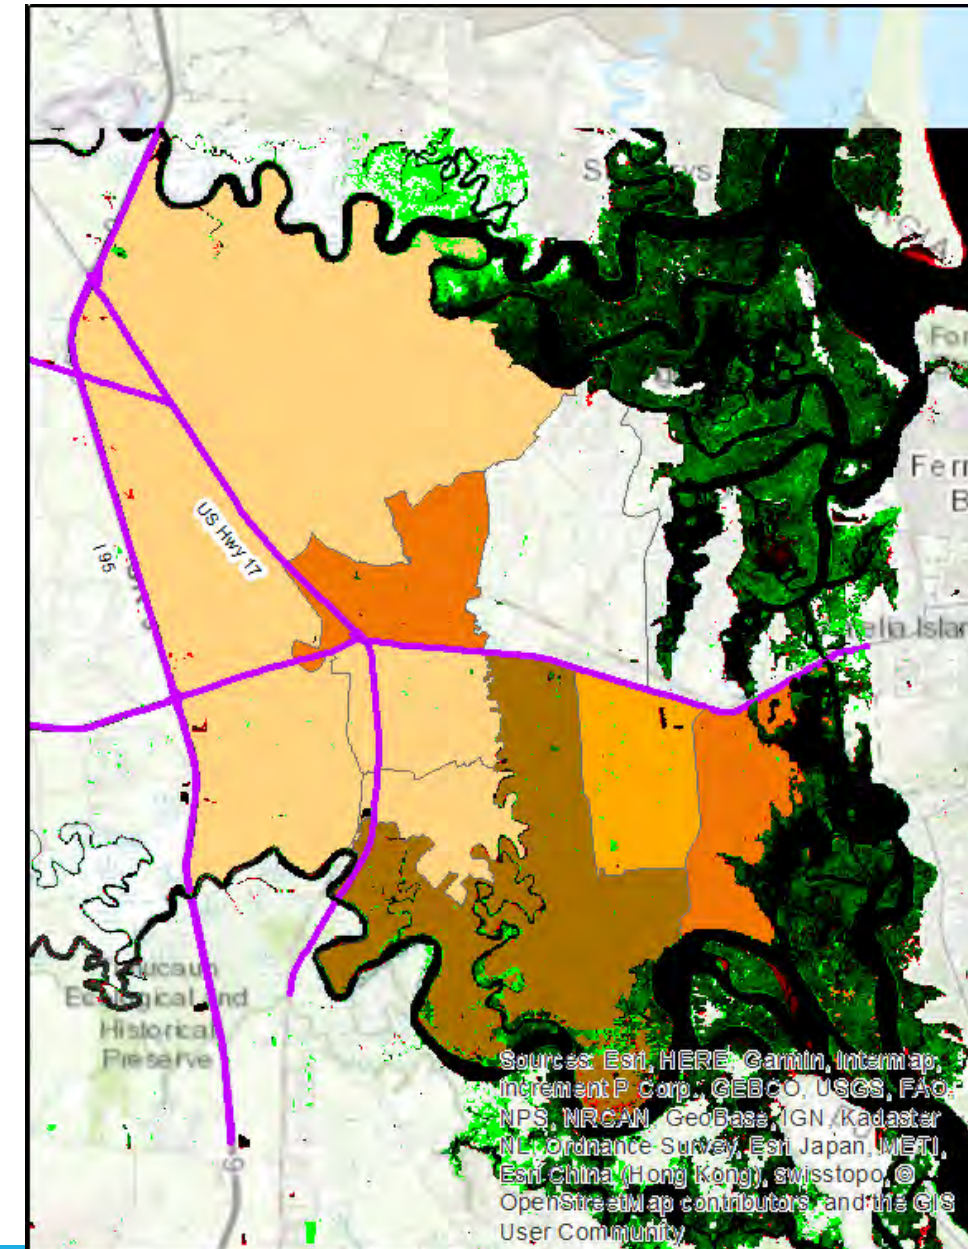 US Hwy 17
I 95
Ecological and
Historical
Preserve
Sources: Esri, HERE, Garmin, Intermap,
increment P Corp., GEBCO, USGS, FAO,
NPS, NRCAN, GeoBase, IGN, Kadaster
NL, Ordnance Survey, Esri Japan, METI,
Esri China (Hong Kong), swisstopo, ©
OpenStreetMap contributors, and the GIS
User Community